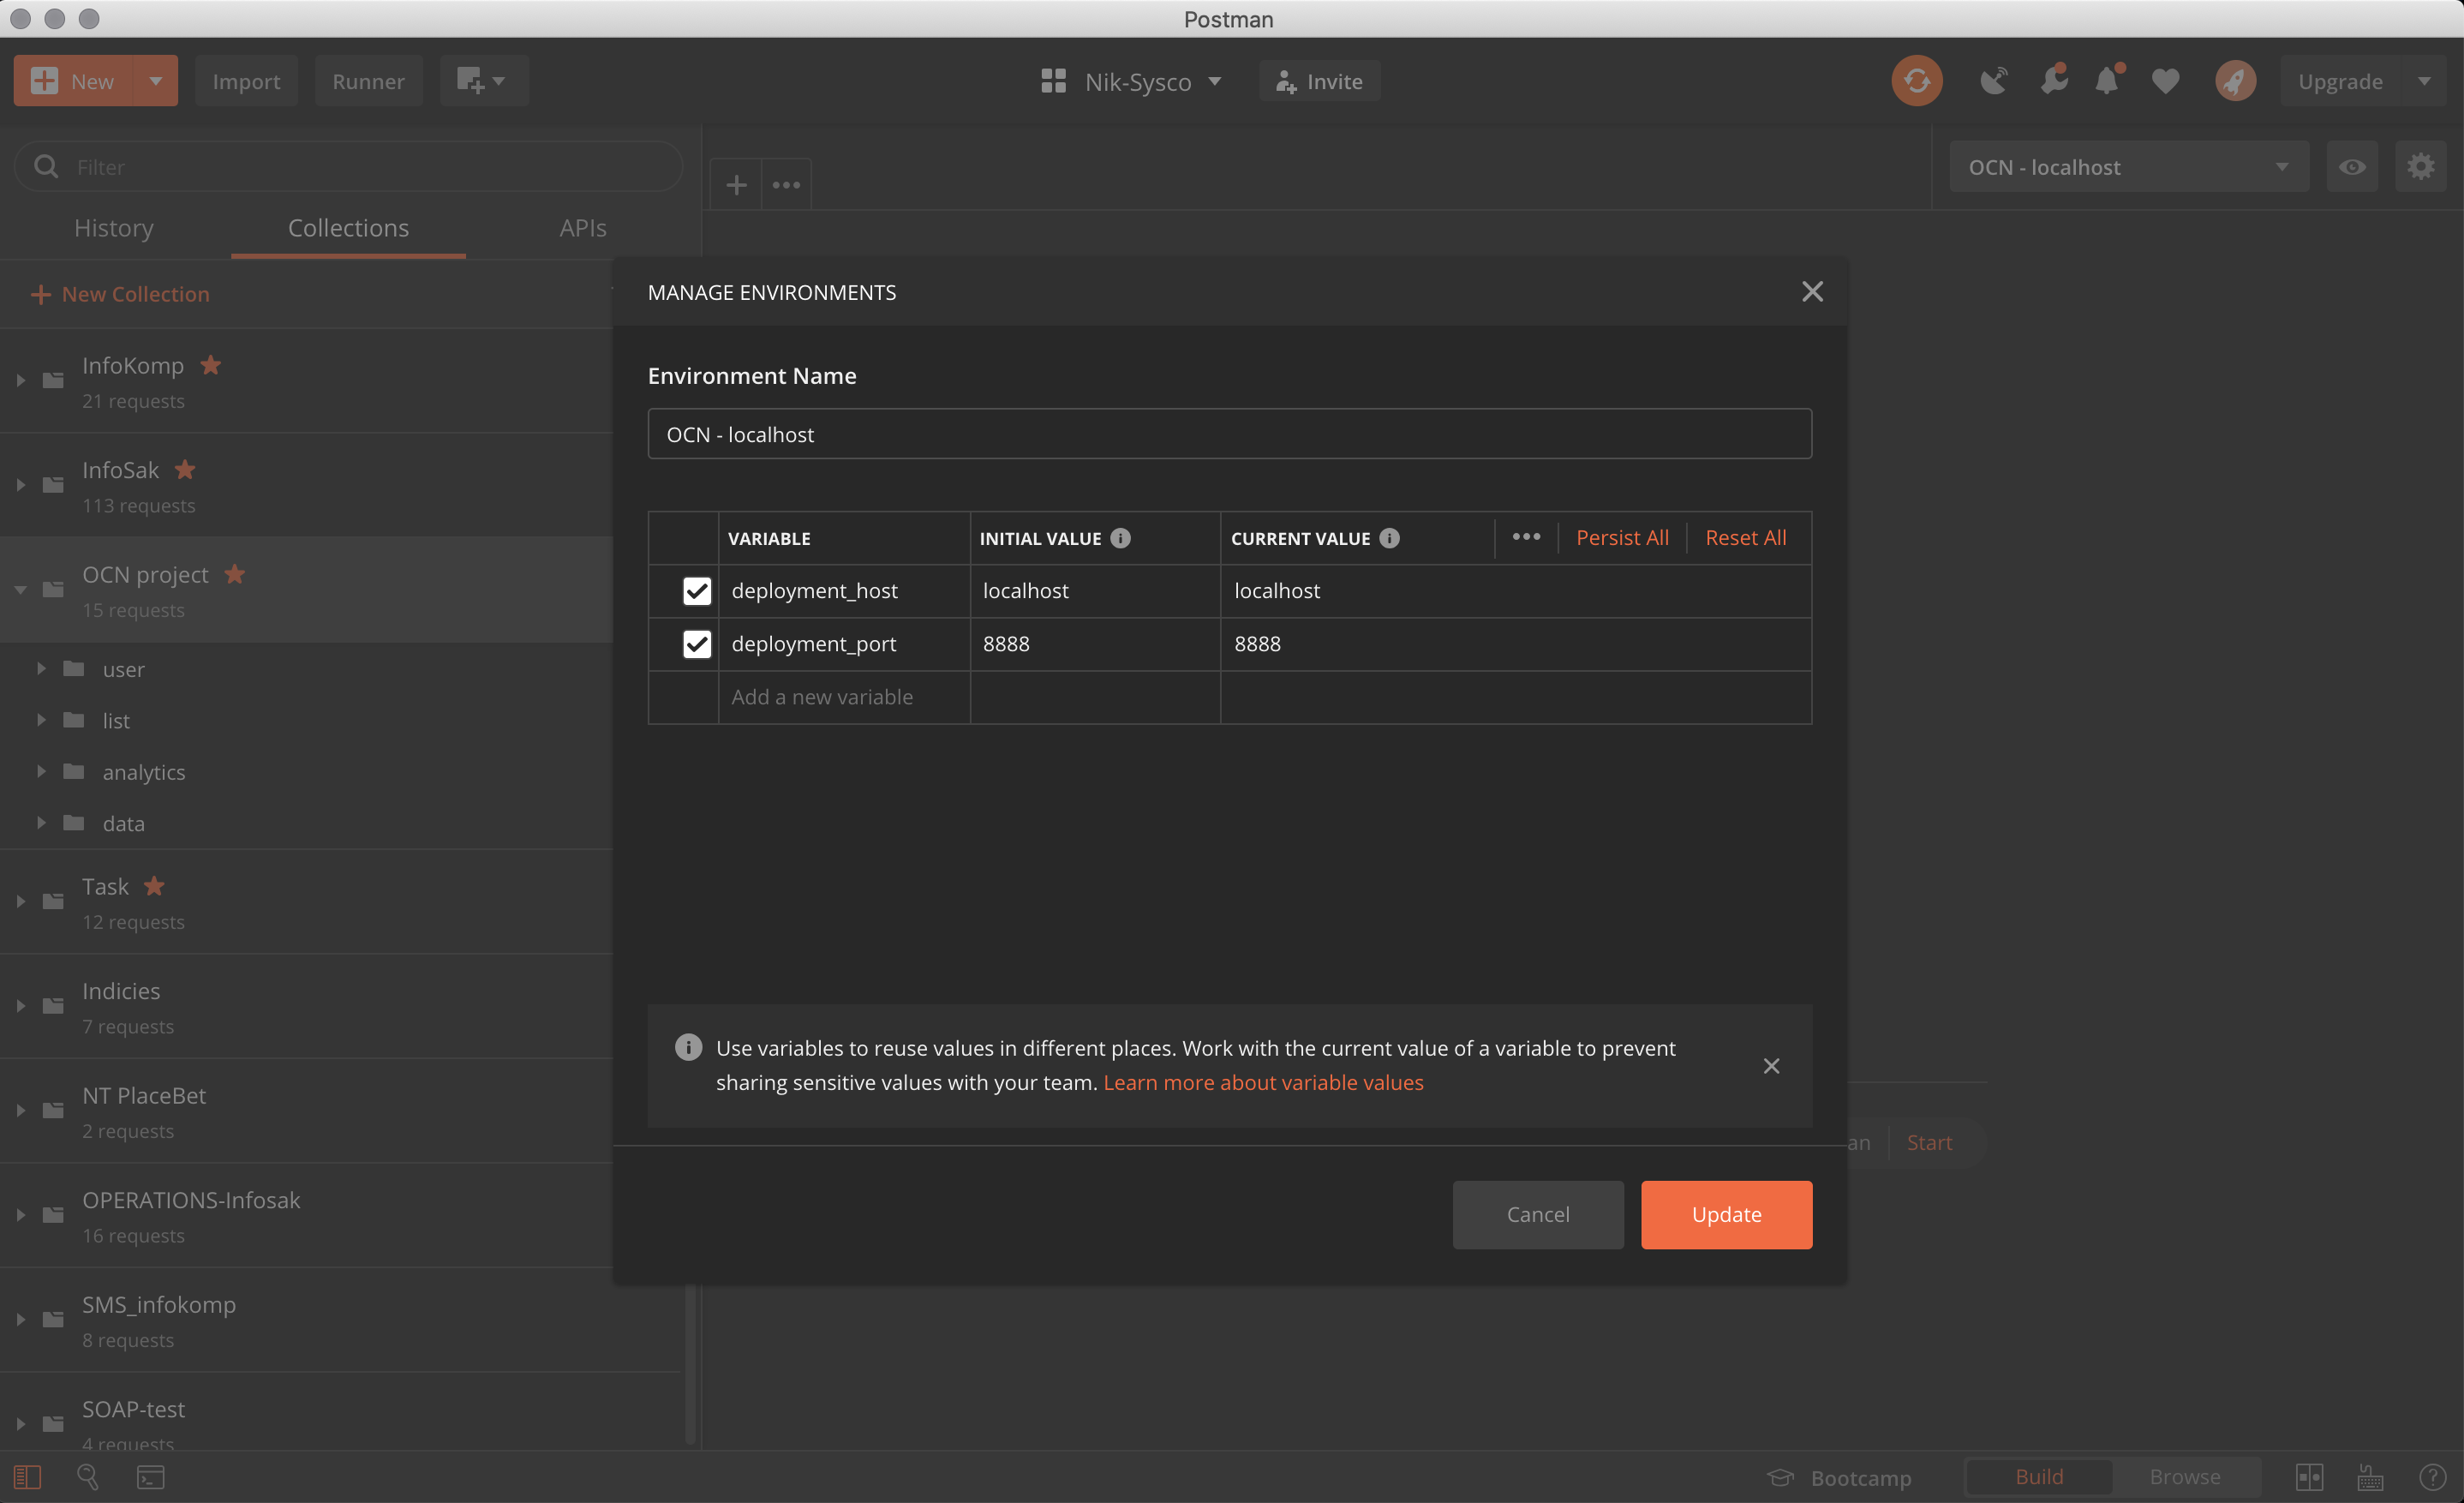 Postman
New
Import
Runner
Nik-Sysco
Invite
Upgrade
Filter
OCN - localhost
History
Collections
APIs
New Collection
InfoKomp
21 requests
InfoSak
113 requests
OCN project
15 requests
user
list
analytics
data
Task
12 requests
Indicies
7 requests
NT PlaceBet
2 requests
OPERATIONS-Infosak
16 requests
SMS_infokomp
8 requests
SOAP-test
4 requests
MANAGE ENVIRONMENTS
Environment Name
OCN - localhost
VARIABLE INITIAL VALUE CURRENT VALUE Persist All Reset All
deployment_host localhost localhost
deployment_port 8888 8888
Add a new variable
Use variables to reuse values in different places. Work with the current value of a variable to prevent
sharing sensitive values with your team. Learn more about variable values
an Start
Cancel
Update
Bootcamp
Build
Browse